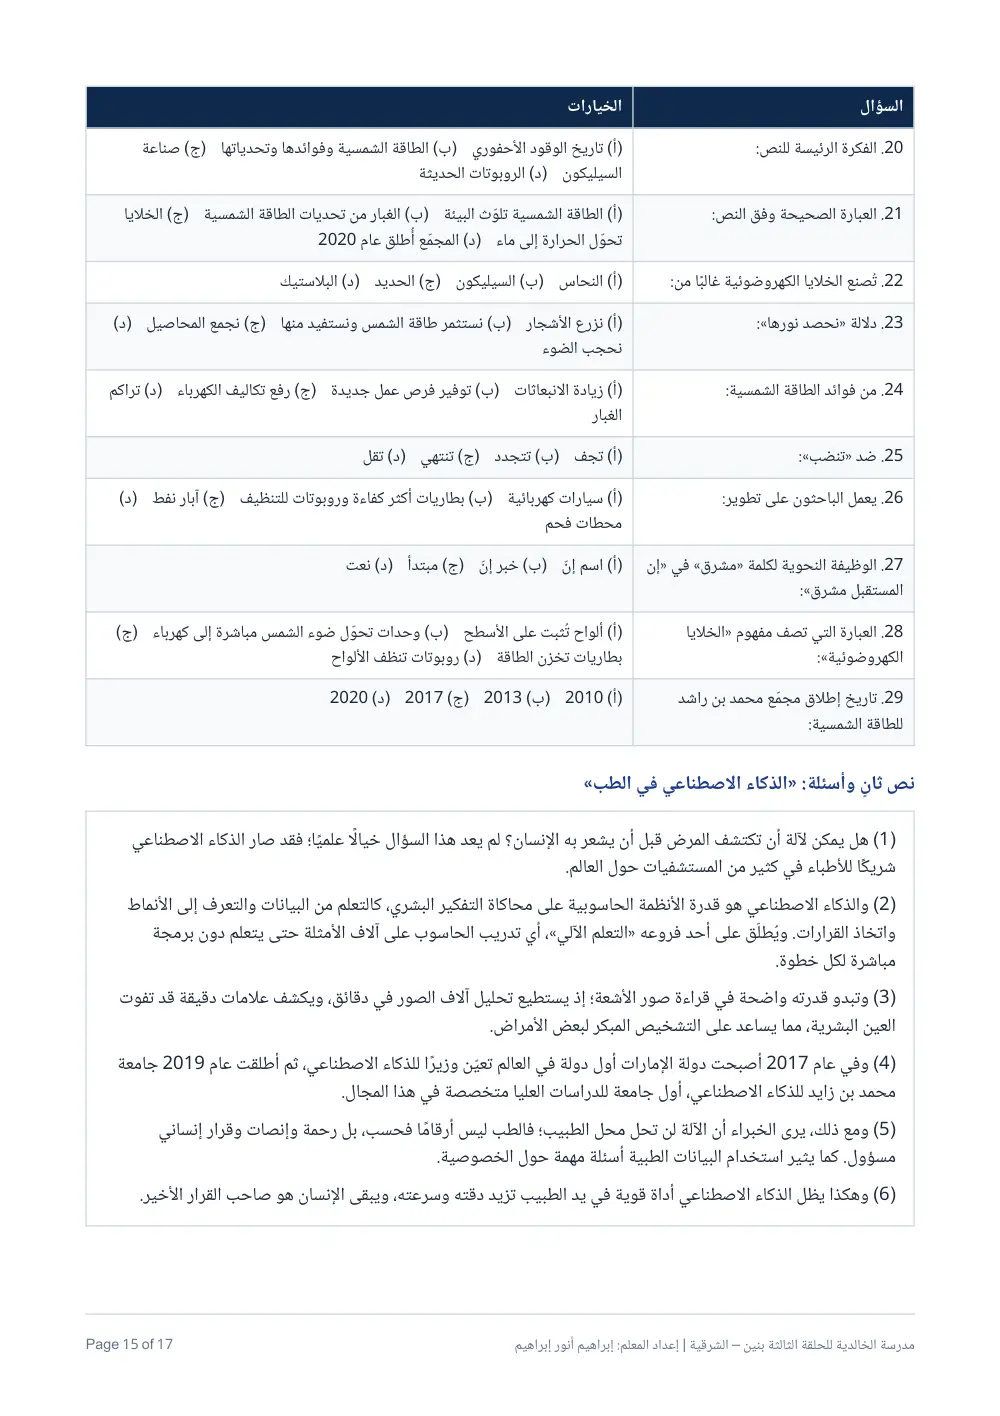 السؤال
الخيارات
20. الفكرة الرئيسة للنص:
(أ) تاريخ الوقود الأحفوري (ب) الطاقة الشمسية وفوائدها وتحدياتها (ج) صناعة
السيليكون (د) الروبوتات الحديثة
21. العبارة الصحيحة وفق النص:
(أ) الطاقة الشمسية تلوّث البيئة (ب) الغبار من تحديات الطاقة الشمسية (ج) الخلايا
تحوّل الحرارة إلى ماء (د) المجمّع أُطلق عام 2020
22. تُصنع الخلايا الكهروضوئية غالبًا من:
(أ) النحاس (ب) السيليكون (ج) الحديد (د) البلاستيك
23. دلالة «نحصد نورها»:
(أ) نزرع الأشجار (ب) نستثمر طاقة الشمس ونستفيد منها (ج) نجمع المحاصيل (د)
نحجب الضوء
24. من فوائد الطاقة الشمسية:
(أ) زيادة الانبعاثات (ب) توفير فرص عمل جديدة (ج) رفع تكاليف الكهرباء (د) تراكم
الغبار
25. ضد «تنضب»:
(أ) تجف (ب) تتجدد (ج) تنتهي (د) تقل
26. يعمل الباحثون على تطوير:
(أ) سيارات كهربائية (ب) بطاريات أكثر كفاءة وروبوتات للتنظيف (ج) آبار نفط (د)
محطات فحم
27. الوظيفة النحوية لكلمة «مشرق» في «إن
المستقبل مشرق»:
(أ) اسم إنّ (ب) خبر إنّ (ج) مبتدأ (د) نعت
28. العبارة التي تصف مفهوم «الخلايا
الكهروضوئية»:
(أ) ألواح تُثبت على الأسطح (ب) وحدات تحوّل ضوء الشمس مباشرة إلى كهرباء (ج)
بطاريات تخزن الطاقة (د) روبوتات تنظف الألواح
29. تاريخ إطلاق مجمّع محمد بن راشد
للطاقة الشمسية:
(أ) 2010 (ب) 2013 (ج) 2017 (د) 2020
نص ثانٍ وأسئلة: «الذكاء الاصطناعي في الطب»
(1) هل يمكن لآلة أن تكتشف المرض قبل أن يشعر به الإنسان؟ لم يعد هذا السؤال خيالًا علميًا؛ فقد صار الذكاء الاصطناعي
شريكًا للأطباء في كثير من المستشفيات حول العالم.
(2) والذكاء الاصطناعي هو قدرة الأنظمة الحاسوبية على محاكاة التفكير البشري، كالتعلم من البيانات والتعرف إلى الأنماط
واتخاذ القرارات. ويُطلَق على أحد فروعه «التعلم الآلي»، أي تدريب الحاسوب على آلاف الأمثلة حتى يتعلم دون برمجة
مباشرة لكل خطوة.
(3) وتبدو قدرته واضحة في قراءة صور الأشعة؛ إذ يستطيع تحليل آلاف الصور في دقائق، ويكشف علامات دقيقة قد تفوت
العين البشرية، مما يساعد على التشخيص المبكر لبعض الأمراض.
(4) وفي عام 2017 أصبحت دولة الإمارات أول دولة في العالم تعيّن وزيرًا للذكاء الاصطناعي، ثم أطلقت عام 2019 جامعة
محمد بن زايد للذكاء الاصطناعي، أول جامعة للدراسات العليا متخصصة في هذا المجال.
(5) ومع ذلك، يرى الخبراء أن الآلة لن تحل محل الطبيب؛ فالطب ليس أرقامًا فحسب، بل رحمة وإنصات وقرار إنساني
مسؤول. كما يثير استخدام البيانات الطبية أسئلة مهمة حول الخصوصية.
(6) وهكذا يظل الذكاء الاصطناعي أداة قوية في يد الطبيب تزيد دقته وسرعته، ويبقى الإنسان هو صاحب القرار الأخير.
مدرسة الخالدية للحلقة الثالثة بنين – الشرقية | إعداد المعلم: إبراهيم أنور إبراهيم
Page 15 of 17